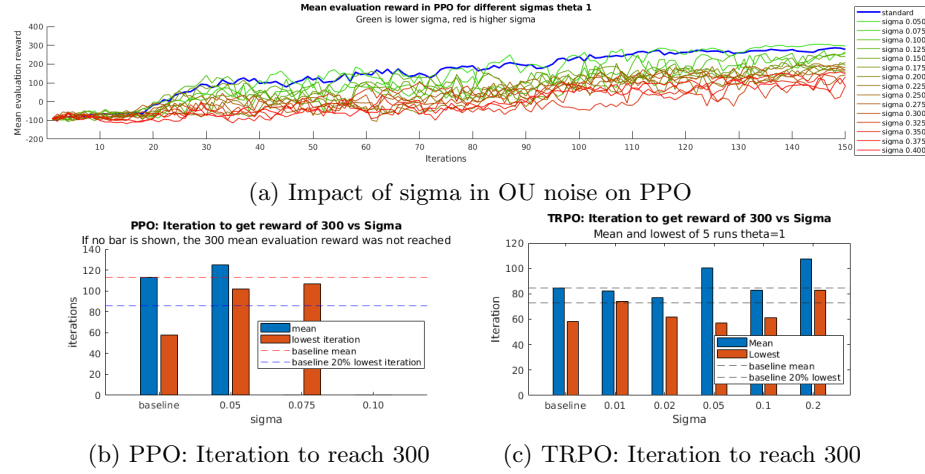 Mean evaluation reward in PPO for different sigmas theta 1
Green is lower sigma, red is higher sigma
Mean evaluation reward
400
300
200
100
0
-100
-200
10 20 30 40 50 60 70 80 90 100 110 120 130 140 150
Iterations
standard
sigma 0.050
sigma 0.075
sigma 0.100
sigma 0.125
sigma 0.150
sigma 0.175
sigma 0.200
sigma 0.225
sigma 0.250
sigma 0.275
sigma 0.300
sigma 0.325
sigma 0.350
sigma 0.375
sigma 0.400
(a) Impact of sigma in OU noise on PPO
PPO: Iteration to get reward of 300 vs Sigma
If no bar is shown, the 300 mean evaluation reward was not reached
iterations
140
120
100
80
60
40
20
0
mean
lowest iteration
baseline mean
baseline 20% lowest iteration
baseline 0.05 0.075 0.10
sigma
(b) PPO: Iteration to reach 300
TRPO: Iteration to get reward of 300 vs Sigma
Mean and lowest of 5 runs theta=1
Iteration
120
100
80
60
40
20
0
Mean
Lowest
baseline mean
baseline 20% lowest
baseline 0.01 0.02 0.05 0.1 0.2
Sigma
(c) TRPO: Iteration to reach 300